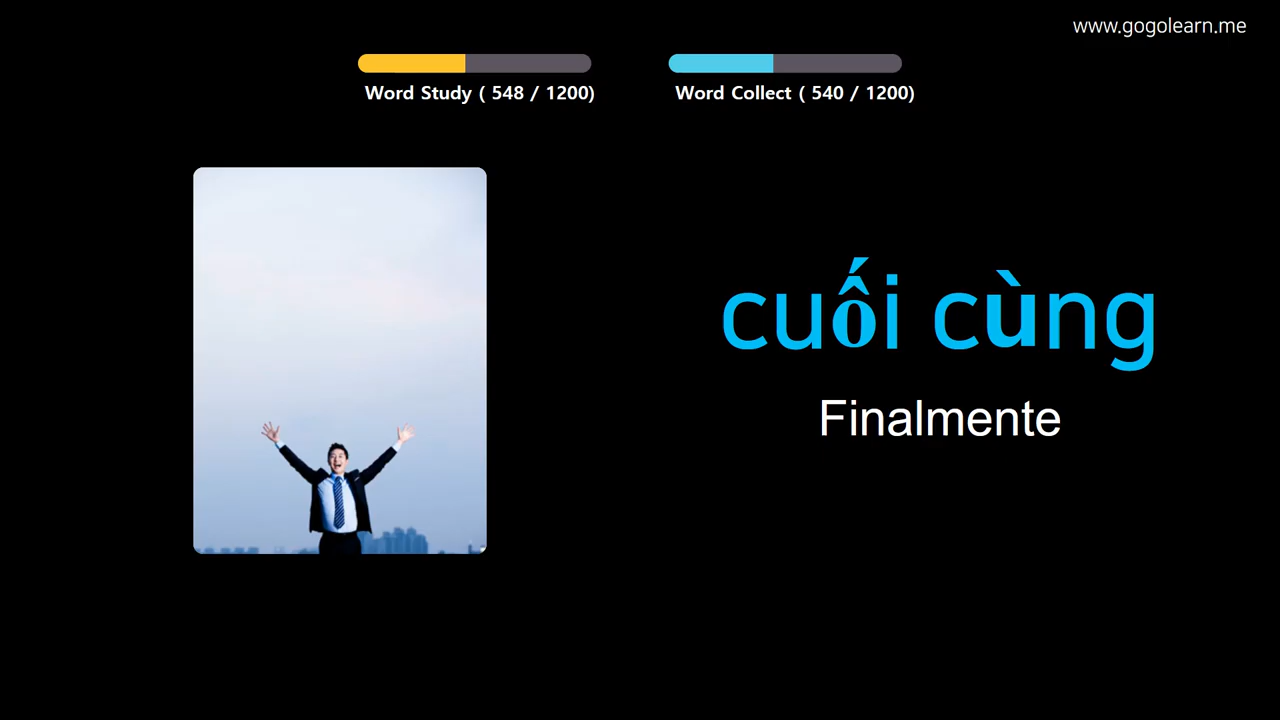 www.gogolearn.me
Word Study ( 548 / 1200)
Word Collect ( 540 / 1200)
cuối cùng
Finalmente